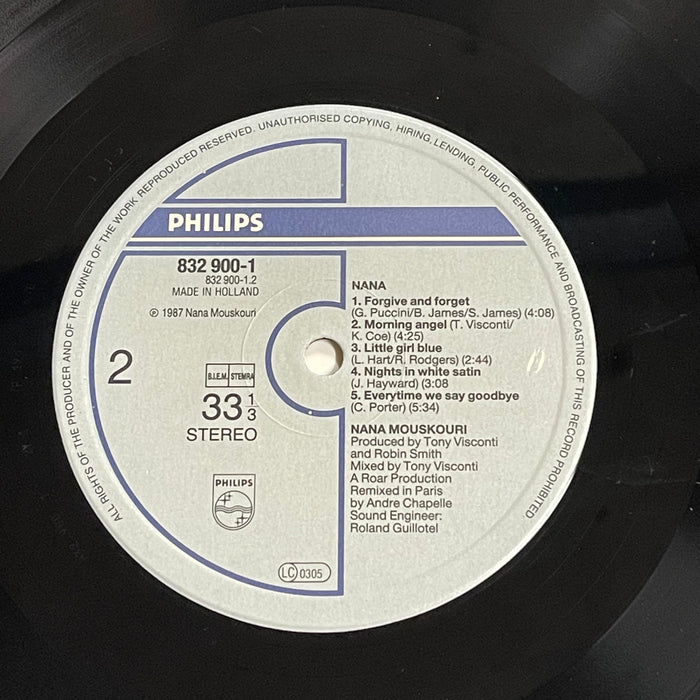 ALL RIGHTS OF THE PRODUCER AND OF THE OWNER OF THE WORK REPRODUCED RESERVED. UNAUTHORISED COPYING, HIRING, LENDING, PUBLIC PERFORMANCE AND BROADCASTING OF THIS RECORD PROHIBITED.
PHILIPS
832 900-1
832 900-1.2
MADE IN HOLLAND
℗ 1987 Nana Mouskouri
2
B.I.E.M. STEMRA
33 1/3
STEREO
PHILIPS
LC 0305
NANA
1. Forgive and forget
(G. Puccini/B. James/S. James) (4:08)
2. Morning angel (T. Visconti/
K. Coe) (4:25)
3. Little girl blue
(L. Hart/R. Rodgers) (2:44)
4. Nights in white satin
(J. Hayward) (3:08
5. Everytime we say goodbye
(C. Porter) (5:34)
NANA MOUSKOURI
Produced by Tony Visconti
and Robin Smith
Mixed by Tony Visconti
A Roar Production
Remixed in Paris
by Andre Chapelle
Sound Engineer:
Roland Guillotel